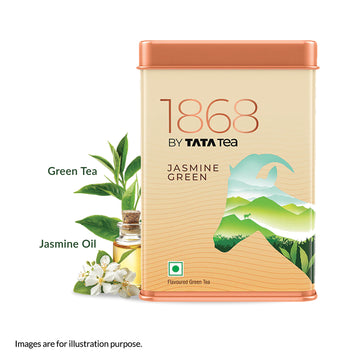 1868
BY TATA Tea
JASMINE
GREEN
Green Tea
Jasmine Oil
Flavoured Green Tea
Images are for illustration purpose.